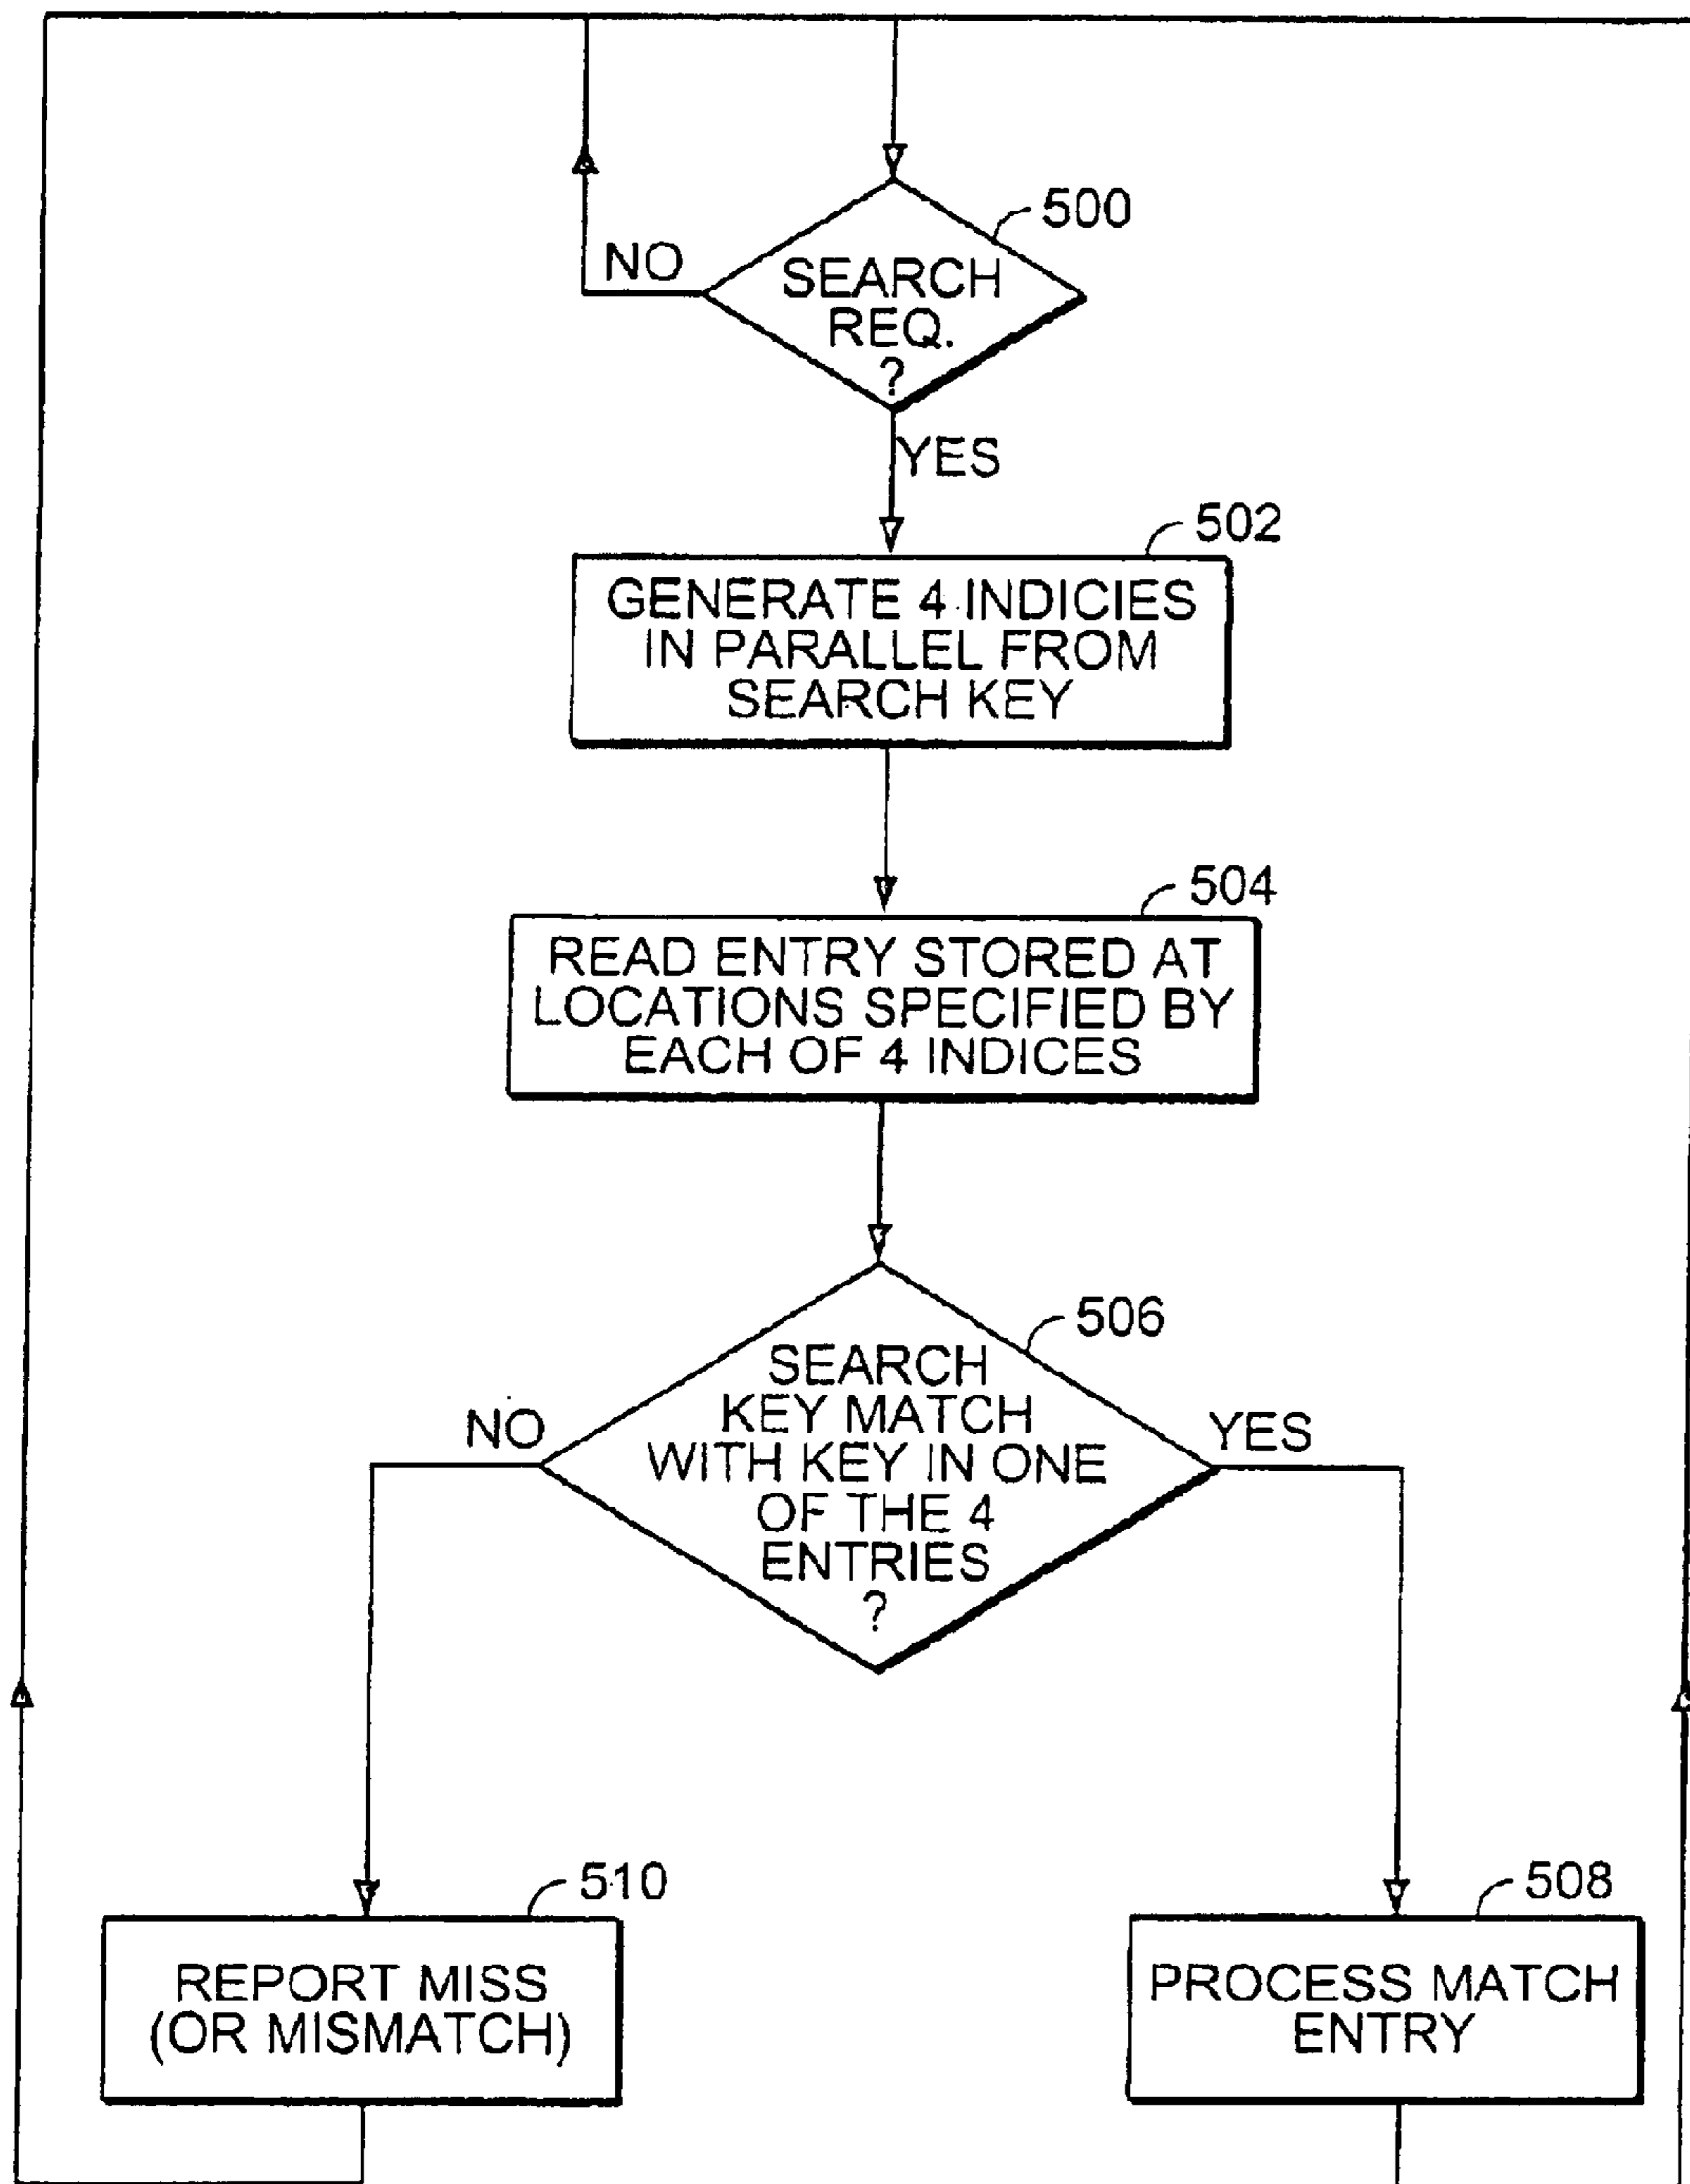 500
NO
SEARCH
REQ.
?
YES
502
GENERATE 4 INDICIES
IN PARALLEL FROM
SEARCH KEY
504
READ ENTRY STORED AT
LOCATIONS SPECIFIED BY
EACH OF 4 INDICES
506
SEARCH
KEY MATCH
WITH KEY IN ONE
OF THE 4
ENTRIES
?
NO
YES
510
REPORT MISS
(OR MISMATCH)
508
PROCESS MATCH
ENTRY